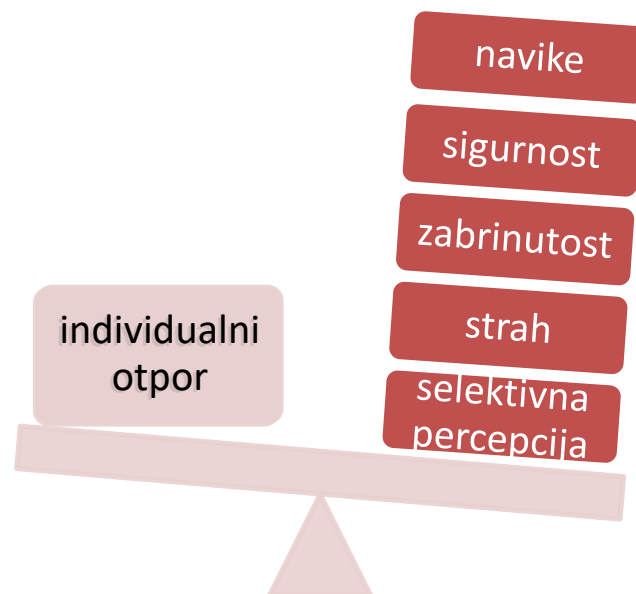 navike
sigurnost
zabrinutost
strah
selektivna
percepcija
individualni
otpor